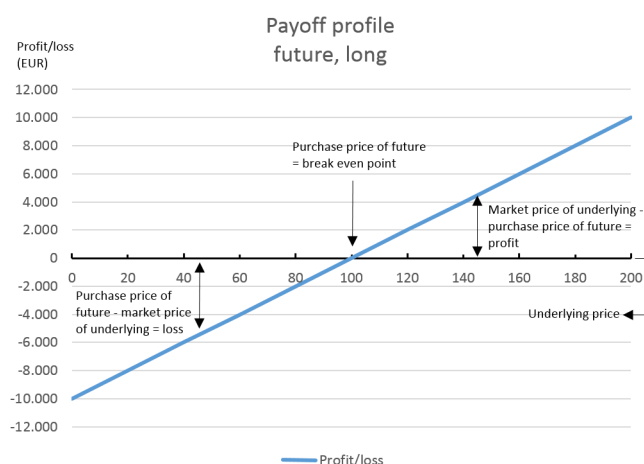 Payoff profile
future, long
Profit/loss
(EUR)
12.000
10.000
8.000
6.000
4.000
2.000
0
-2.000
-4.000
-6.000
-8.000
-10.000
-12.000
Purchase price of future
= break even point
Market price of underlying -
purchase price of future =
profit
0 20 40 60 80 100 120 140 160 180 200
Purchase price of
future - market price
of underlying = loss
Underlying price
Profit/loss